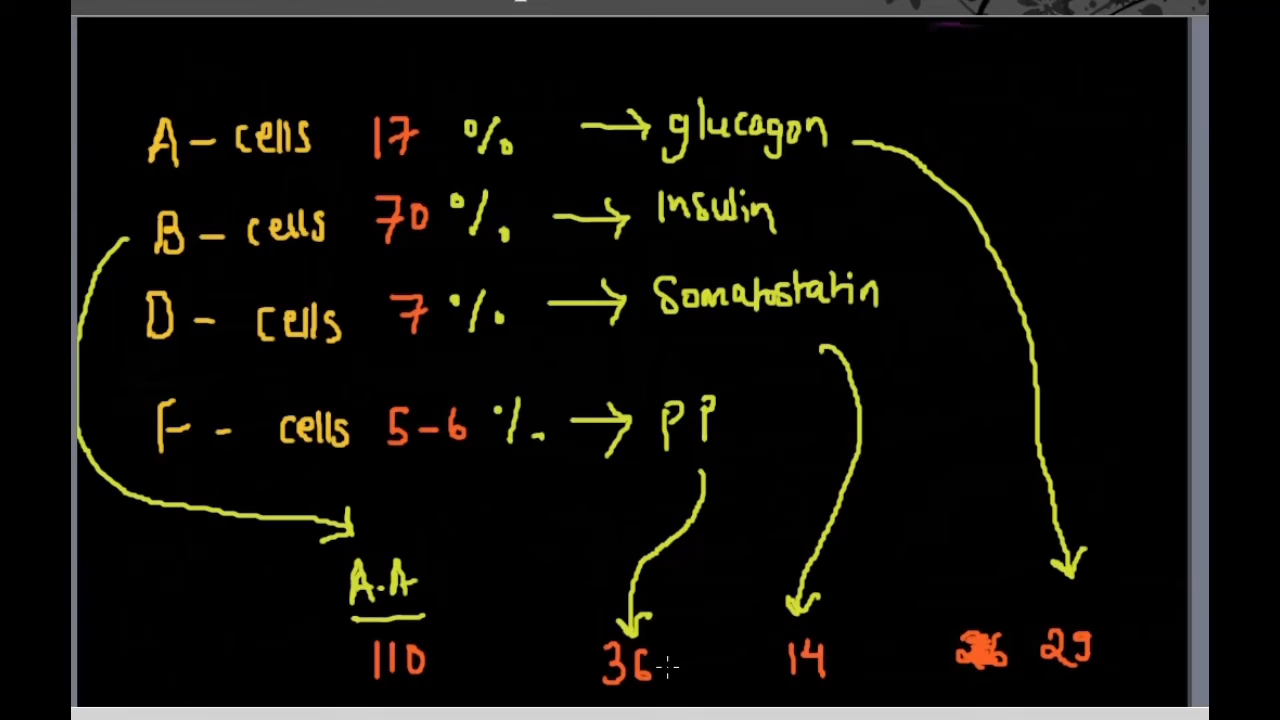 A - cells 17 % → glucagon
B - cells 70 % → Insulin
D - cells 7 % → Somatostatin
F - cells 5-6 % → PP
A.A
110 36 14 29